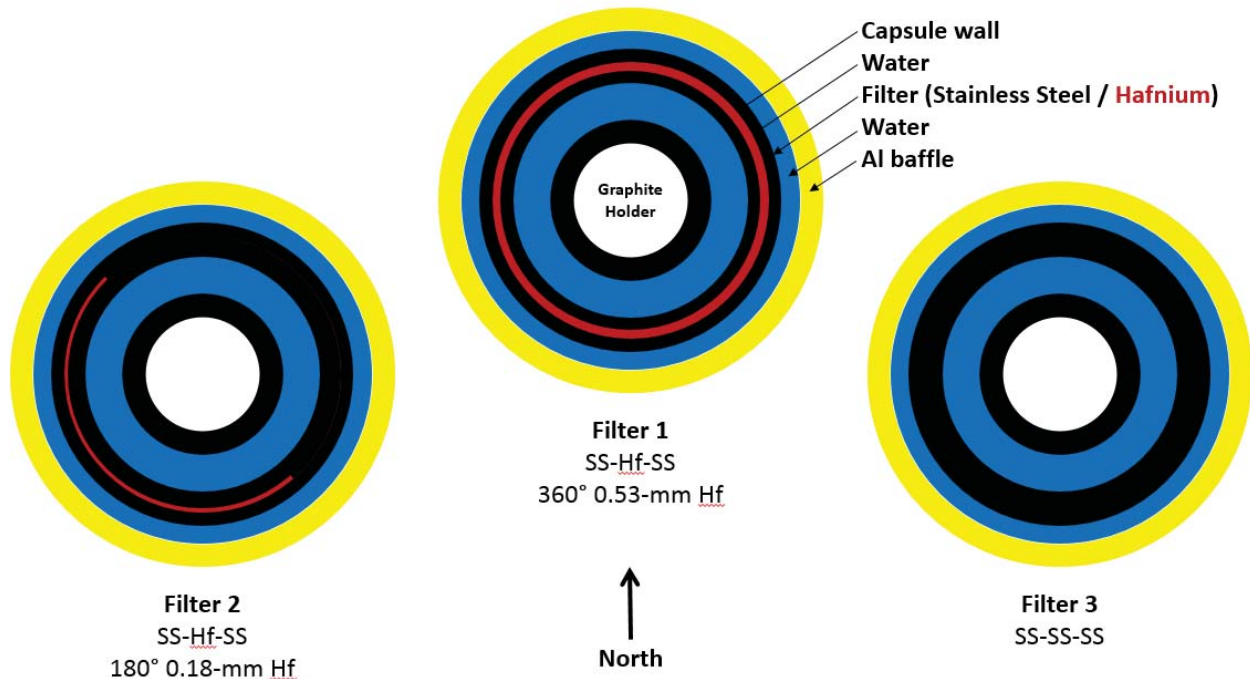 Capsule wall
Water
Filter (Stainless Steel / Hafnium)
Water
Al baffle
Graphite
Holder
Filter 1
SS-Hf-SS
360° 0.53-mm Hf
Filter 2
SS-Hf-SS
180° 0.18-mm Hf
North
Filter 3
SS-SS-SS